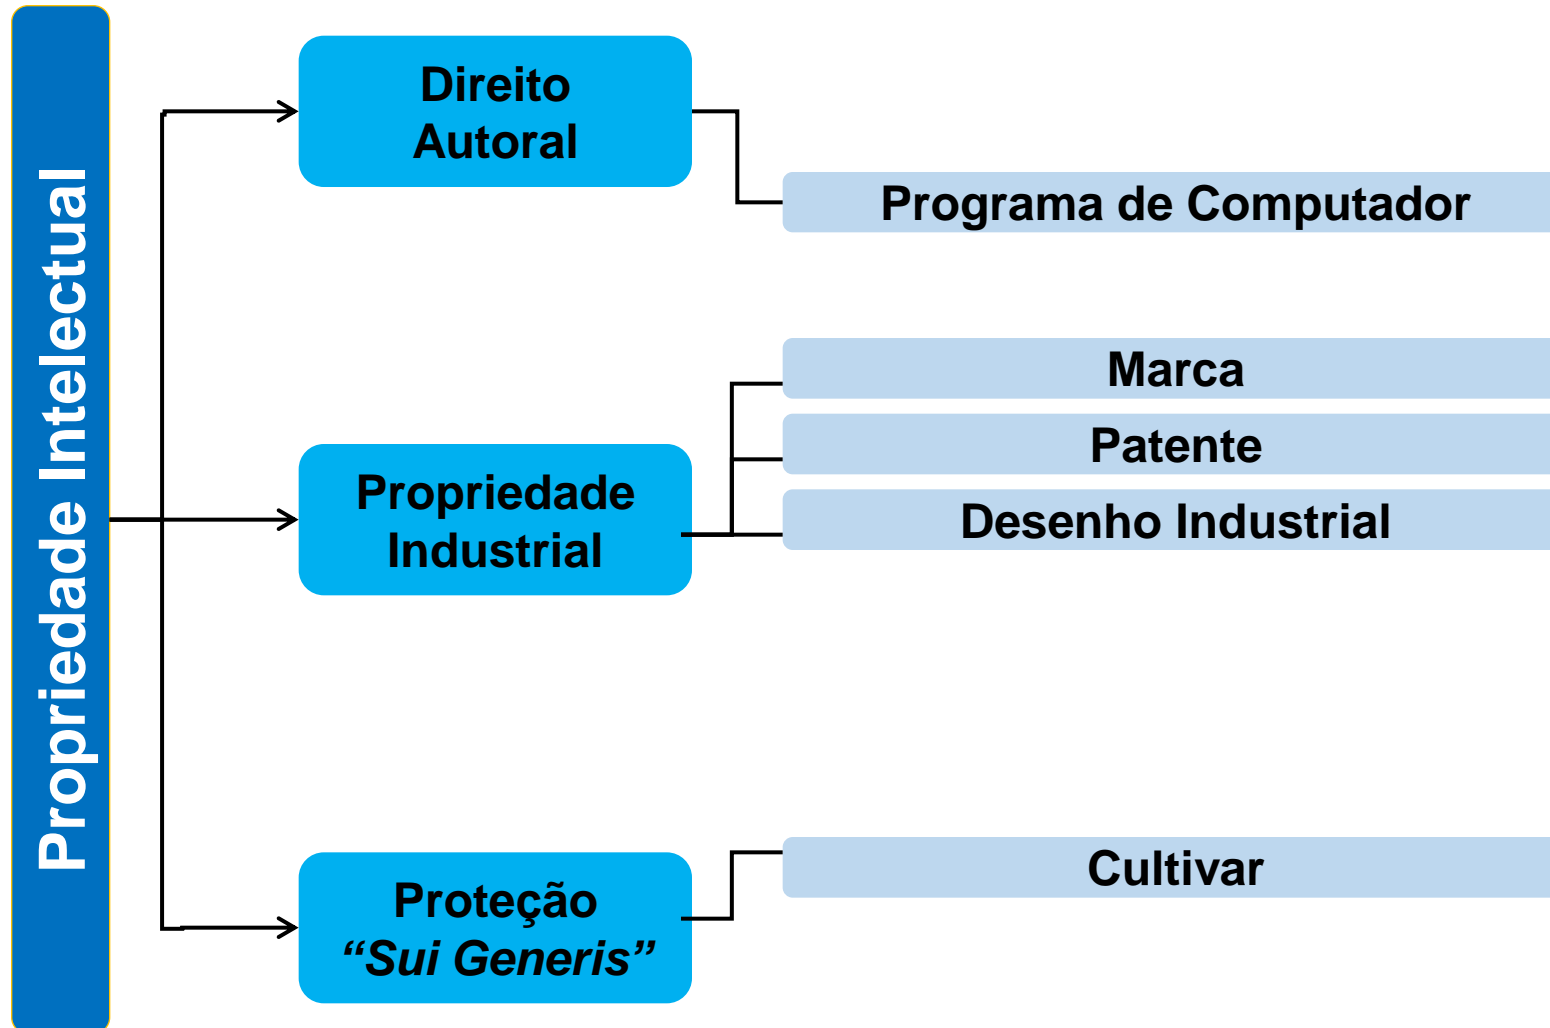 Propriedade Intelectual
Direito
Autoral
Programa de Computador
Propriedade
Industrial
Marca
Patente
Desenho Industrial
Proteção
“Sui Generis”
Cultivar